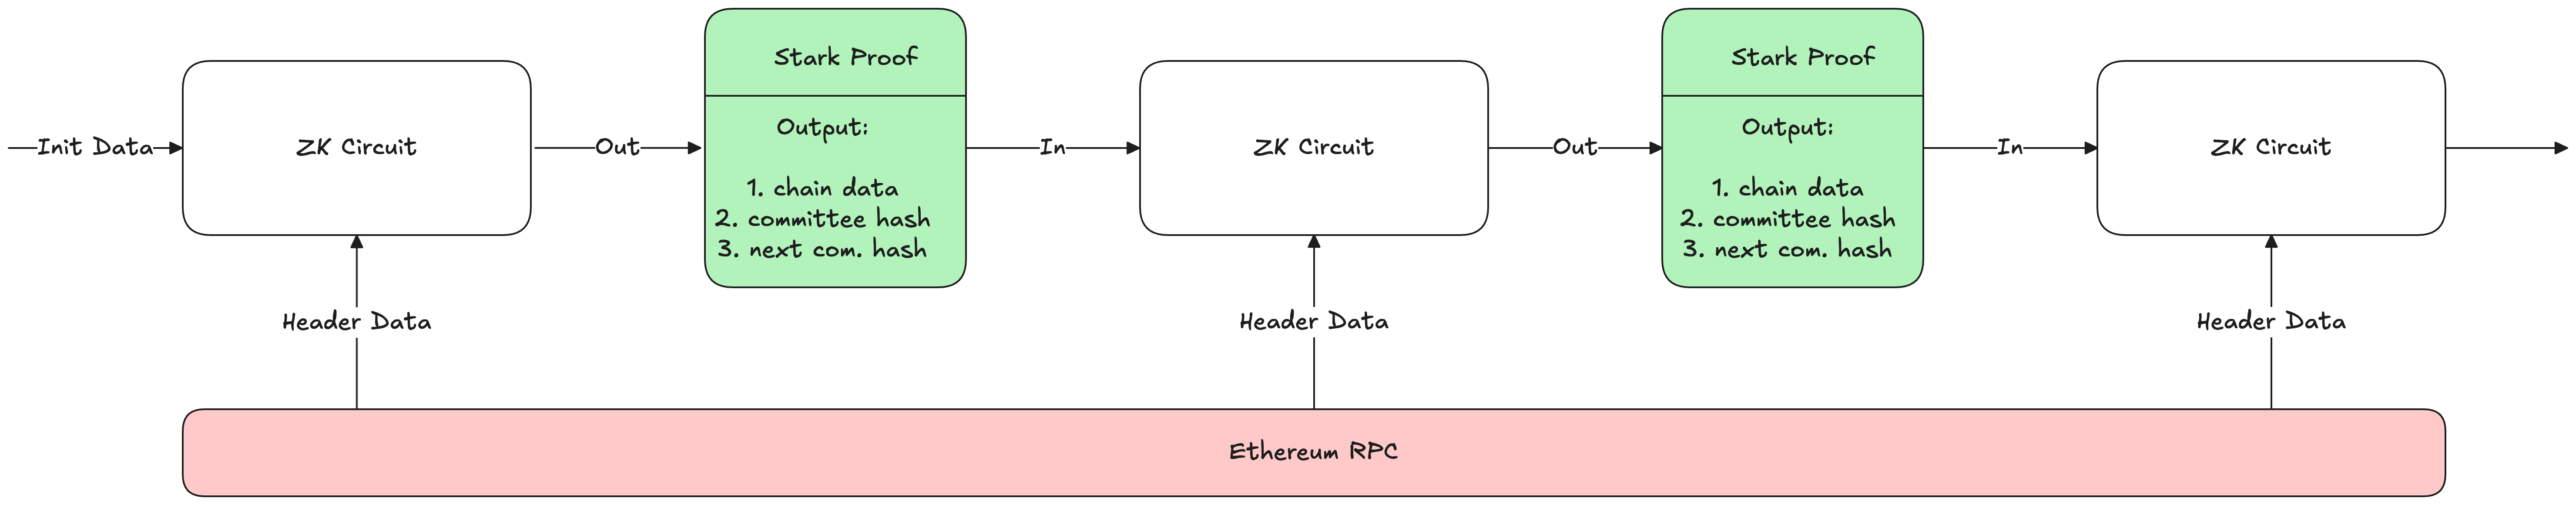 Init Data
ZK Circuit
Out
Stark Proof
Output:
1. chain data
2. committee hash
3. next com. hash
In
ZK Circuit
Out
Stark Proof
Output:
1. chain data
2. committee hash
3. next com. hash
In
ZK Circuit
Header Data
Header Data
Header Data
Ethereum RPC